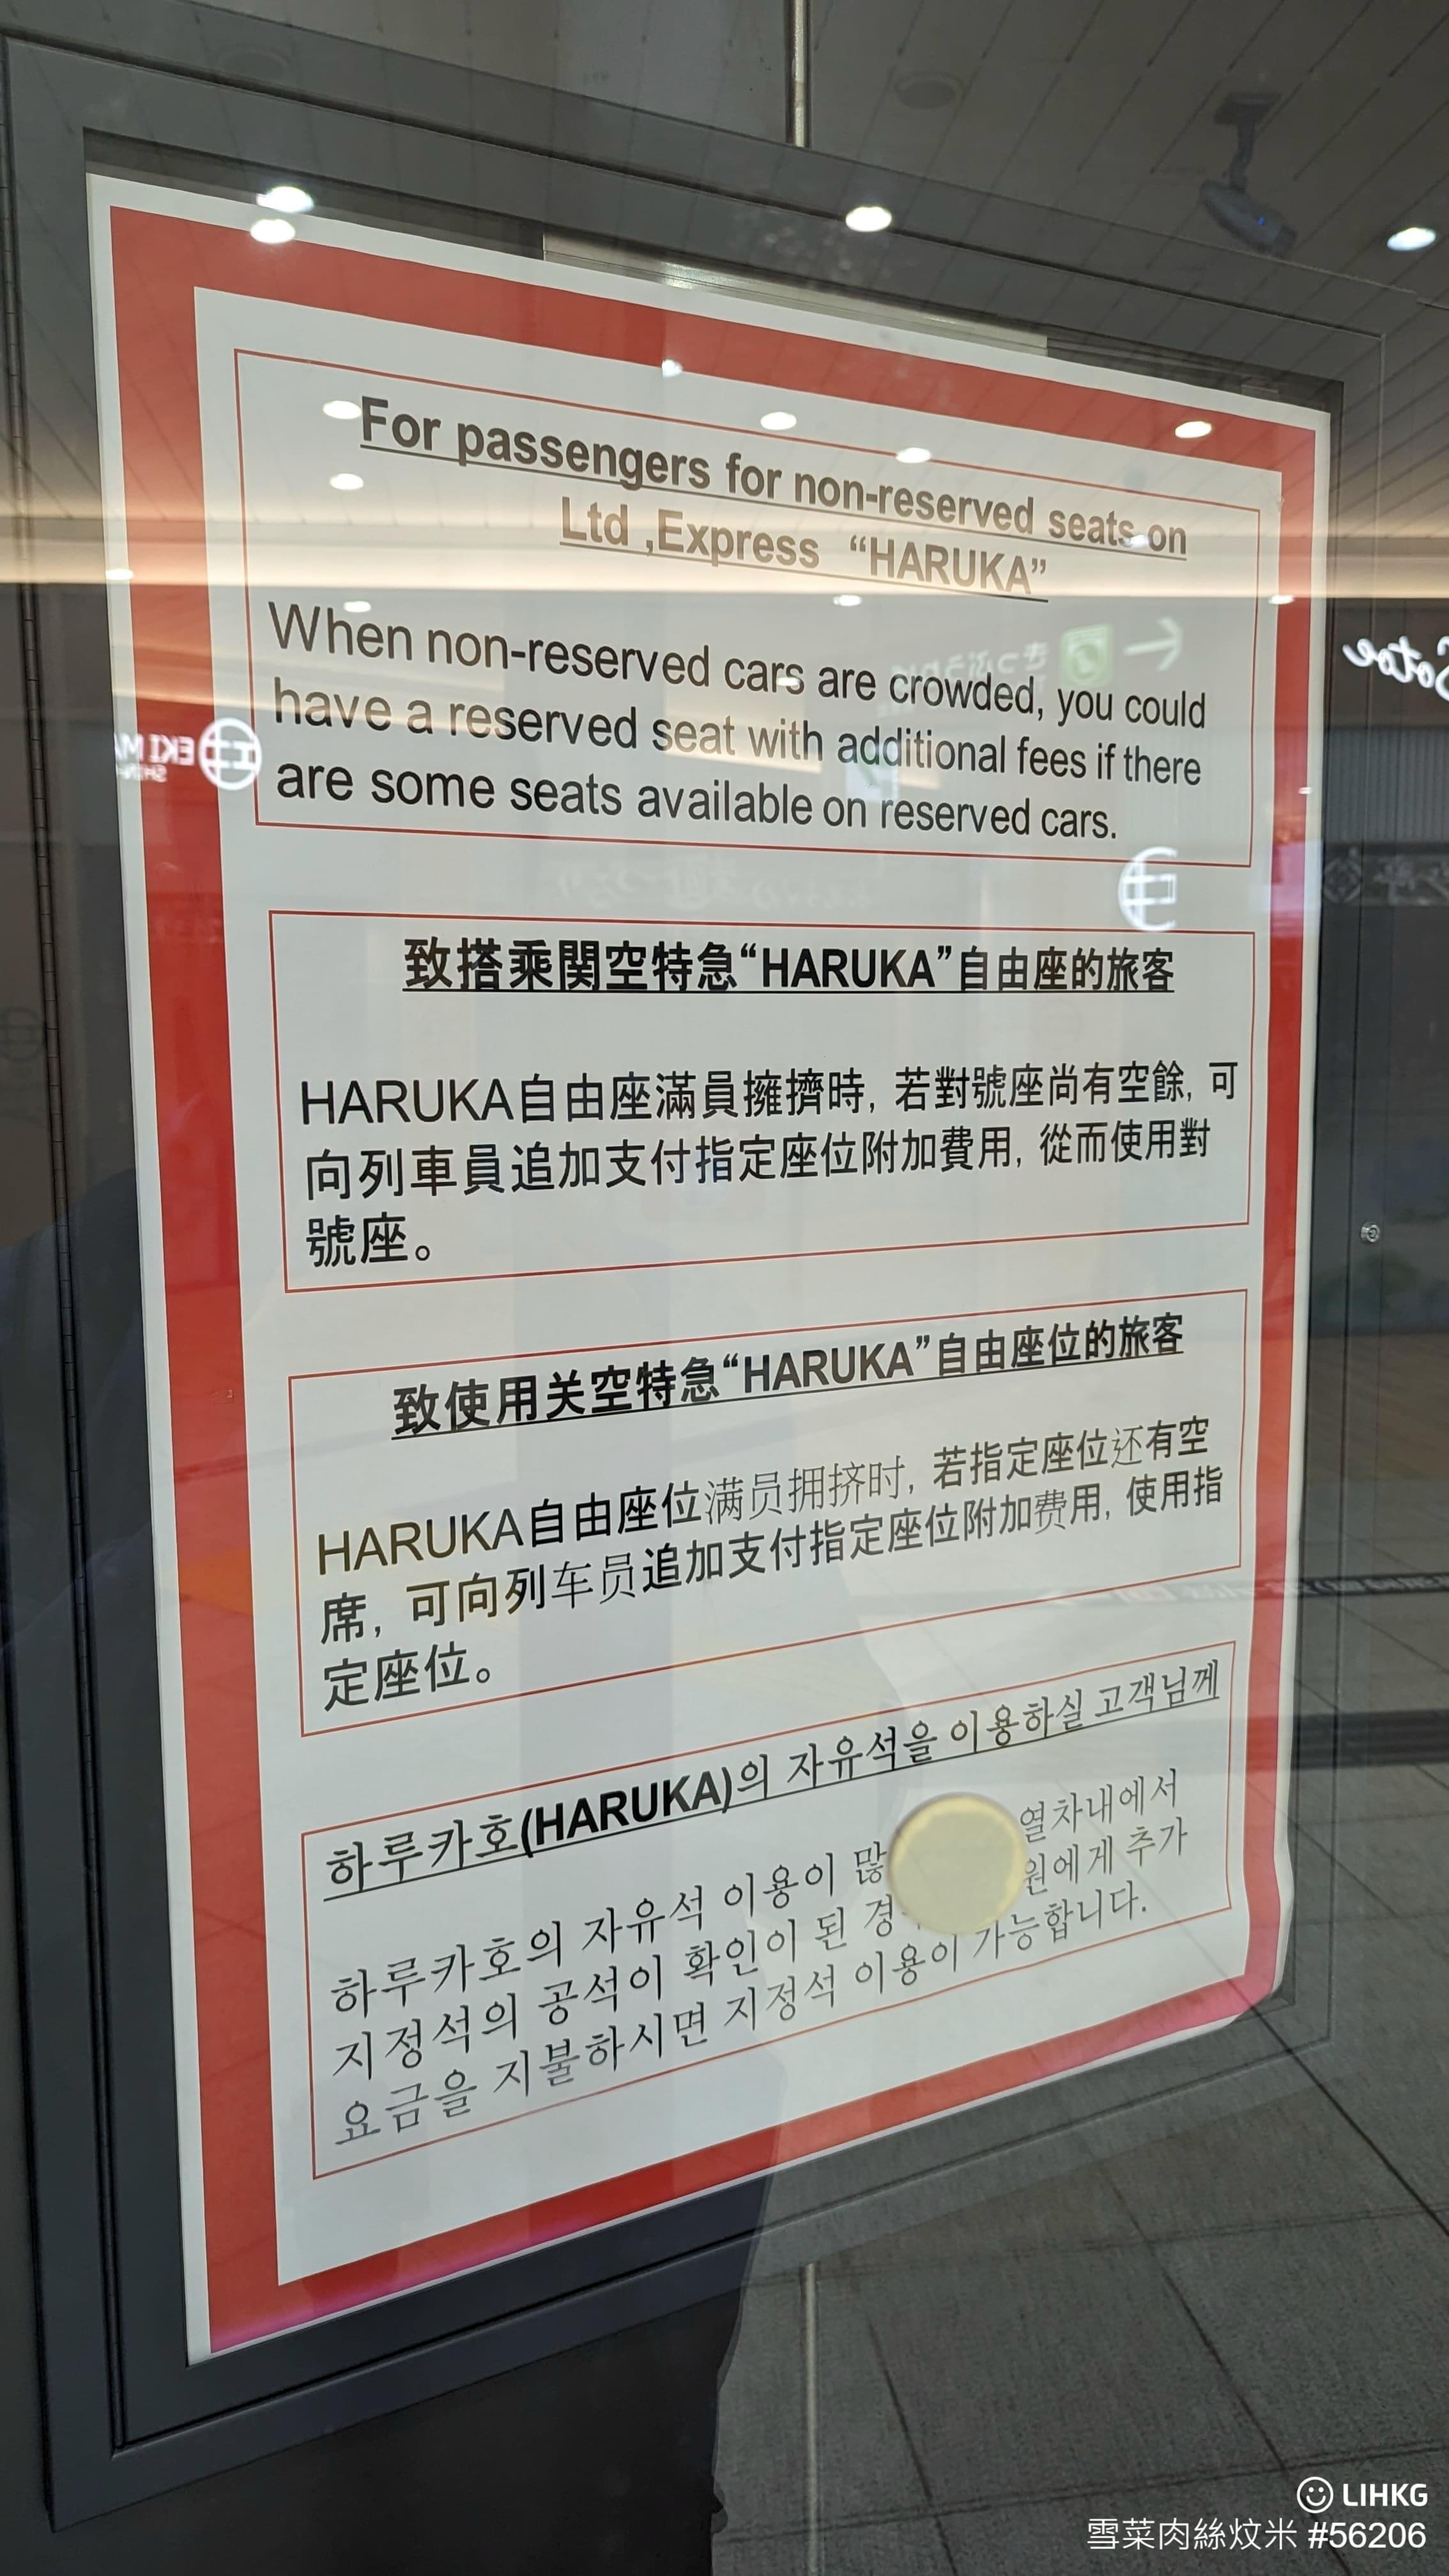 For passengers for non-reserved seats on
Ltd ,Express “HARUKA”
When non-reserved cars are crowded, you could
have a reserved seat with additional fees if there
are some seats available on reserved cars.
致搭乘関空特急“HARUKA”自由座的旅客
HARUKA自由座滿員擁擠時, 若對號座尚有空餘, 可
向列車員追加支付指定座位附加費用, 從而使用對
號座。
致使用关空特急“HARUKA”自由座位的旅客
HARUKA自由座位满员拥挤时, 若指定座位还有空
席, 可向列车员追加支付指定座位附加费用, 使用指
定座位。
하루카호(HARUKA)의 자유석을 이용하실 고객님께
하루카호의 자유석 이용이 많 열차내에서
지정석의 공석이 확인이 된 경 원에게 추가
요금을 지불하시면 지정석 이용이 가능합니다.
LIHKG
雪菜肉絲炆米 #56206